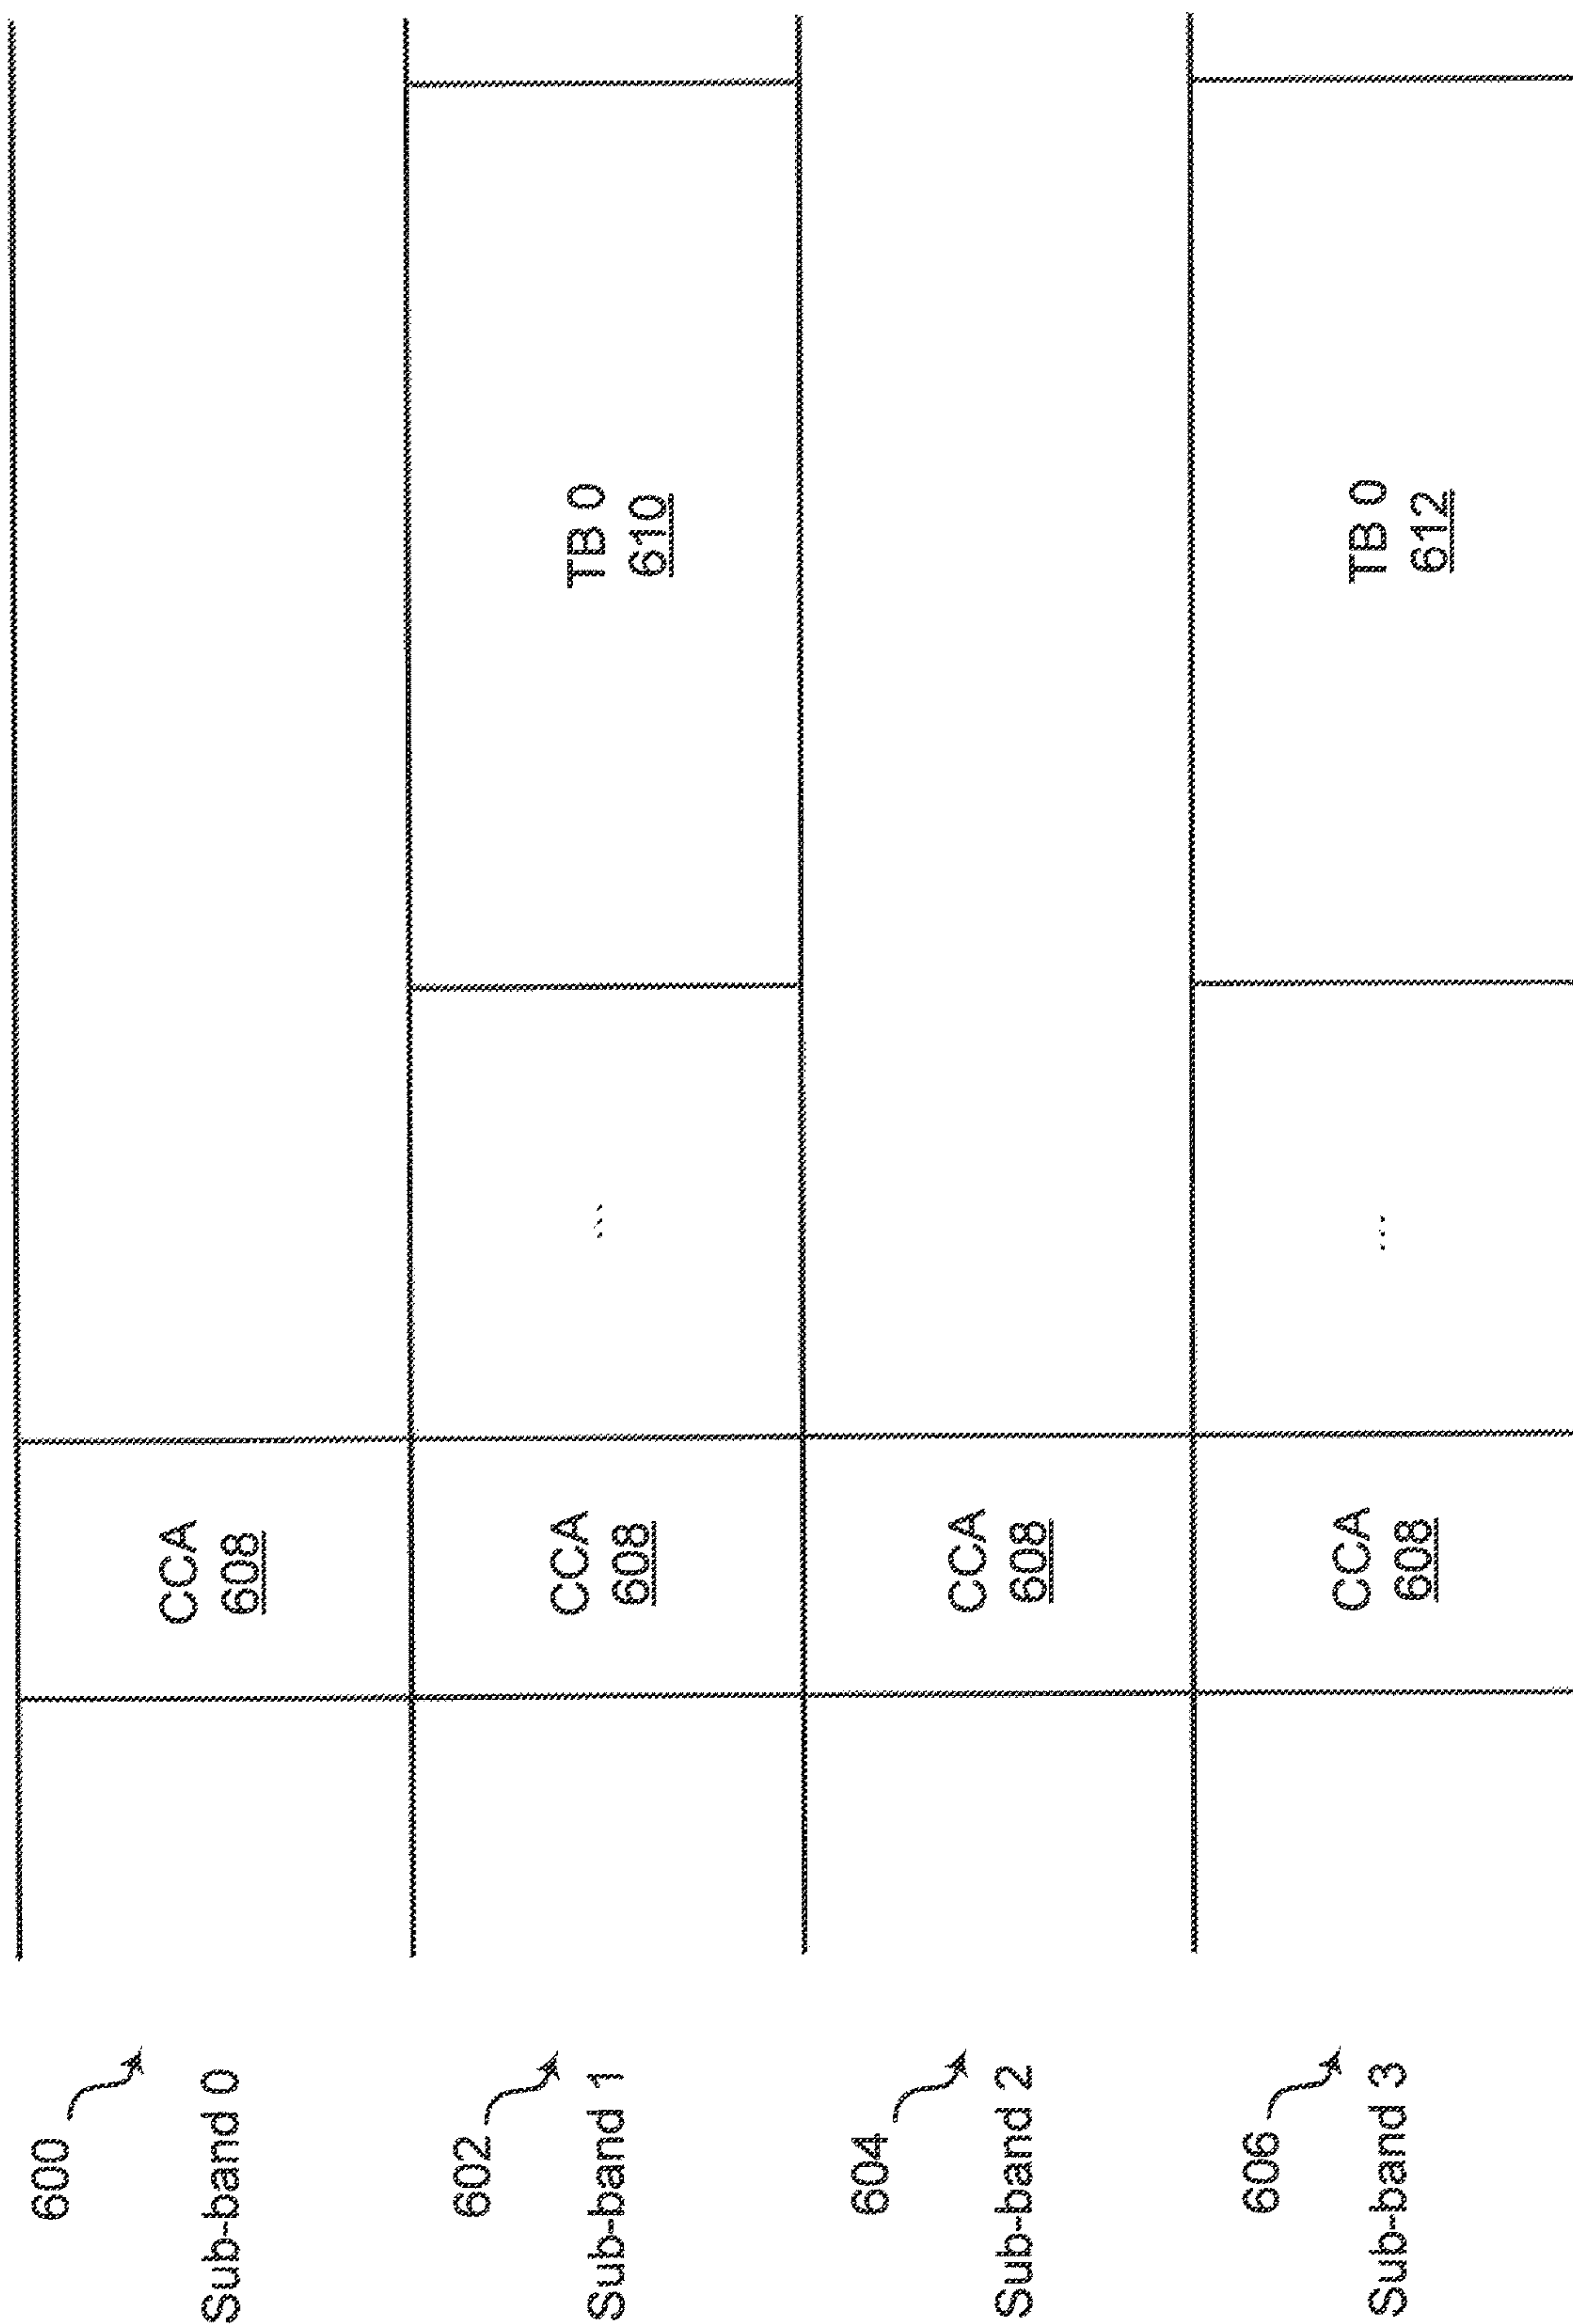 600
Sub-band 0
CCA
608
602
Sub-band 1
CCA
608
...
TB 0
610
604
Sub-band 2
CCA
608
606
Sub-band 3
CCA
608
...
TB 0
612